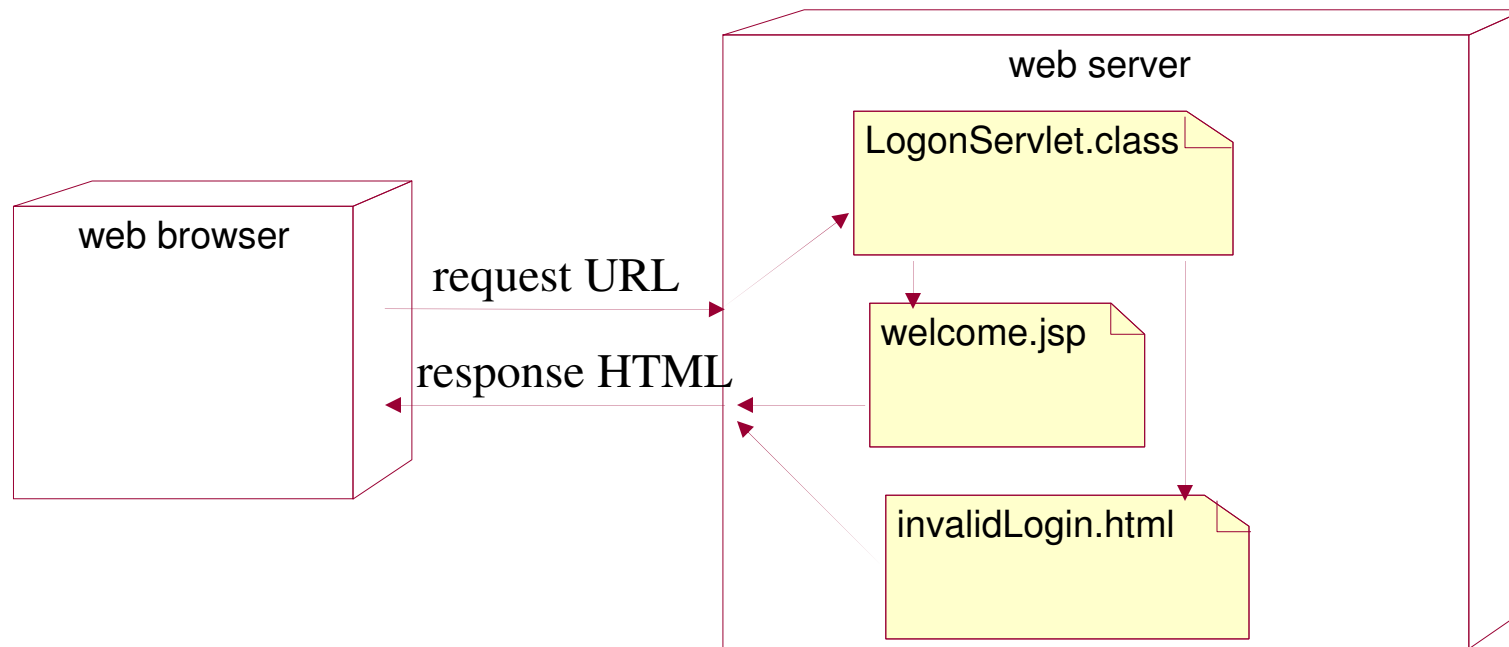 web server
LogonServlet.class
web browser
request URL
welcome.jsp
response HTML
invalidLogin.html